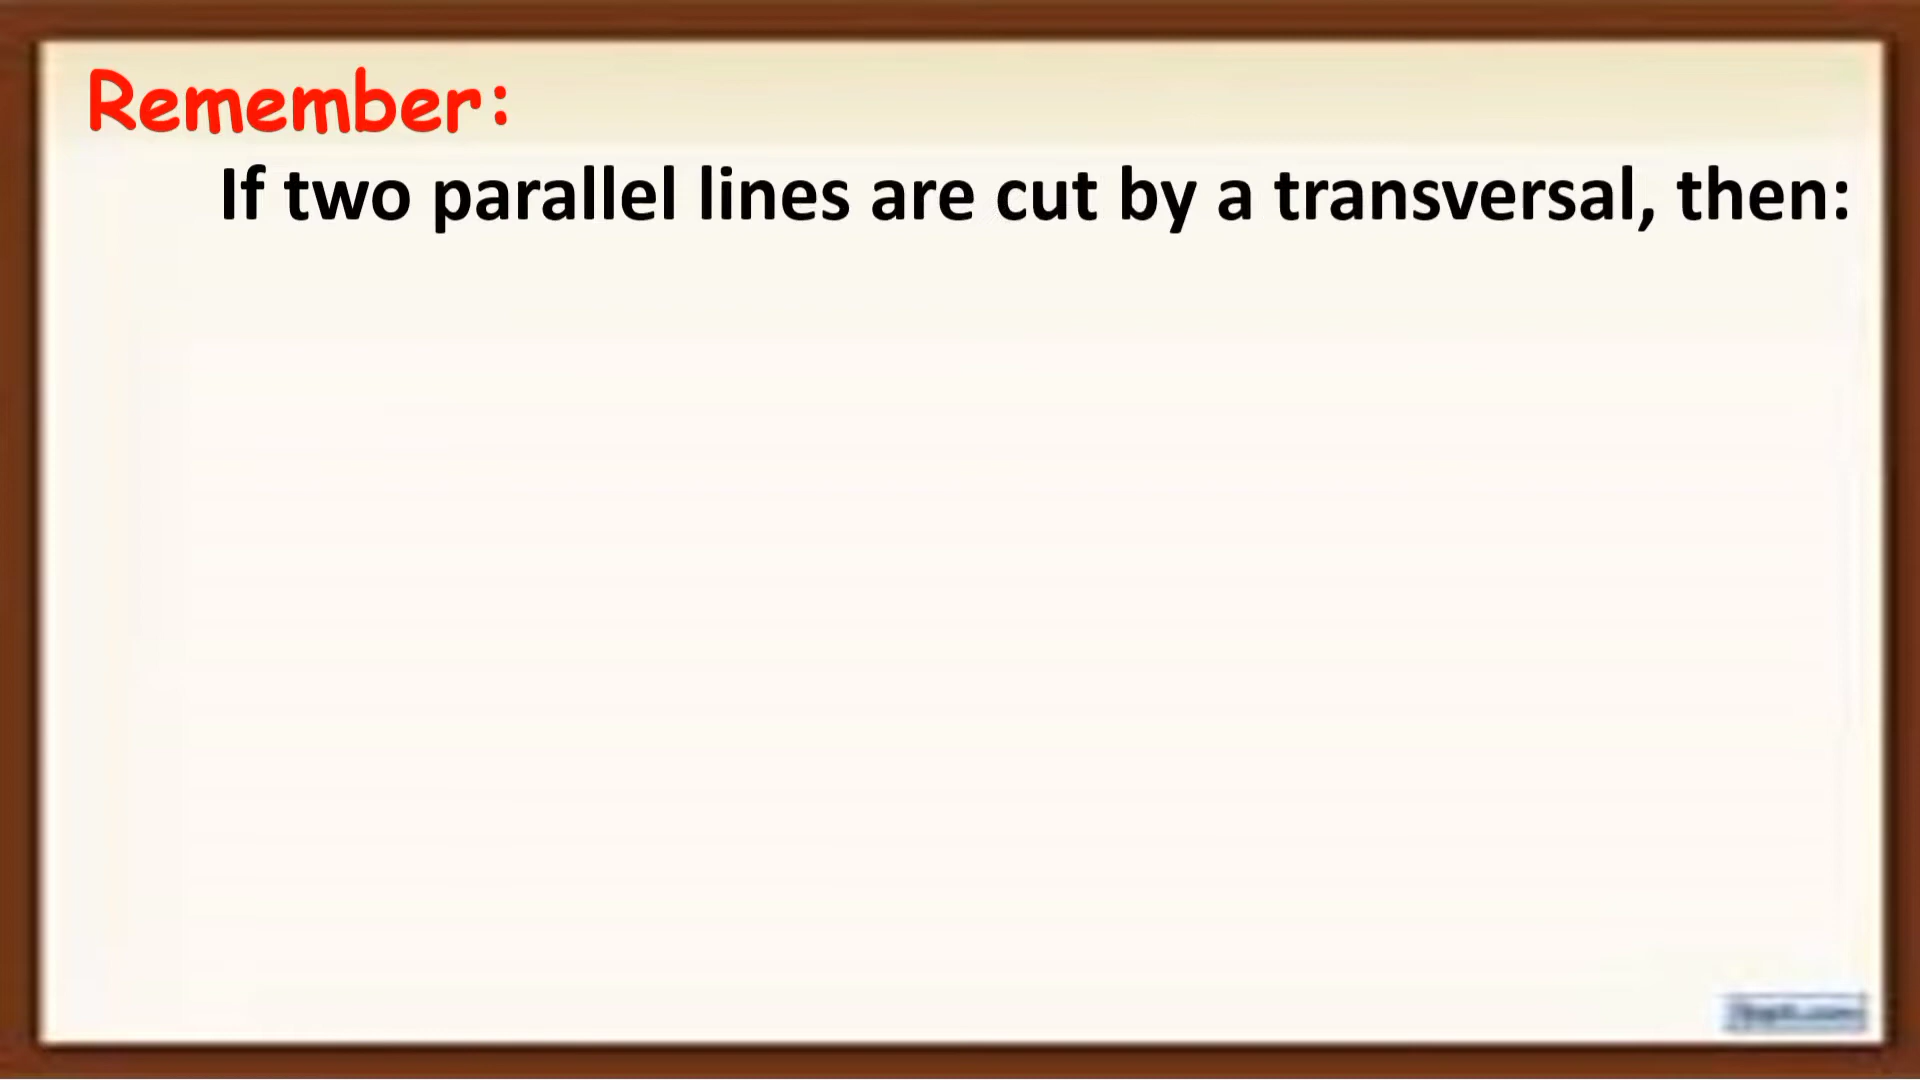 Remember:
If two parallel lines are cut by a transversal, then: